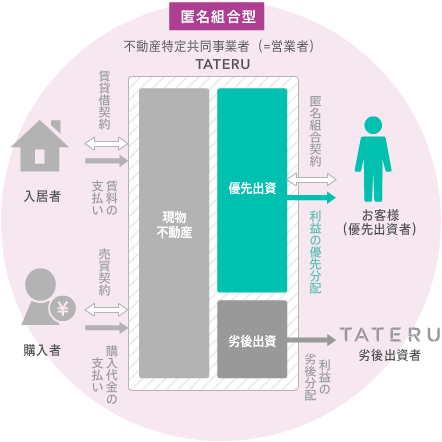 匿名組合型
不動産特定共同事業者（=営業者）
TATERU
賃貸借契約
入居者
賃料の
支払い
売買契約
¥
購入者
購入代金の
支払い
現物
不動産
優先出資
劣後出資
匿名組合契約
お客様
(優先出資者)
利益の優先分配
TATERU
劣後出資者
利益の
劣後分配